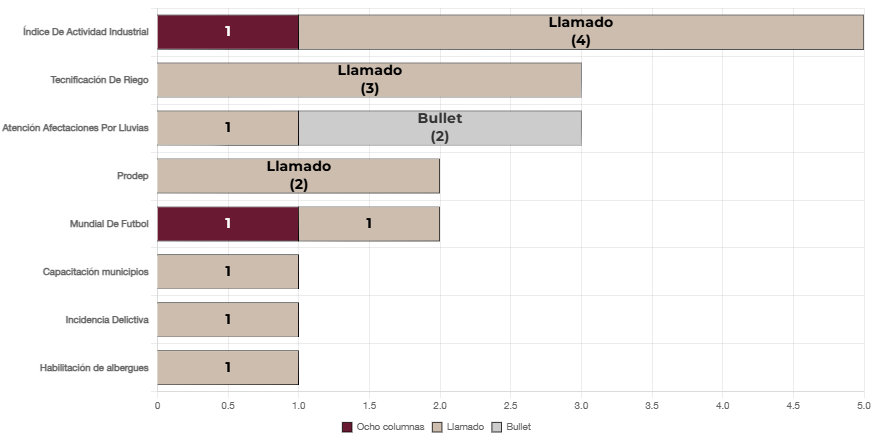 Índice De Actividad Industrial
1
Llamado
(4)
Tecnificación De Riego
Llamado
(3)
Atención Afectaciones Por Lluvias
1
Bullet
(2)
Prodep
Llamado
(2)
Mundial De Futbol
1
1
Capacitación municipios
1
Incidencia Delictiva
1
Habilitación de albergues
1
0 0.5 1.0 1.5 2.0 2.5 3.0 3.5 4.0 4.5 5.0
Ocho columnas Llamado Bullet